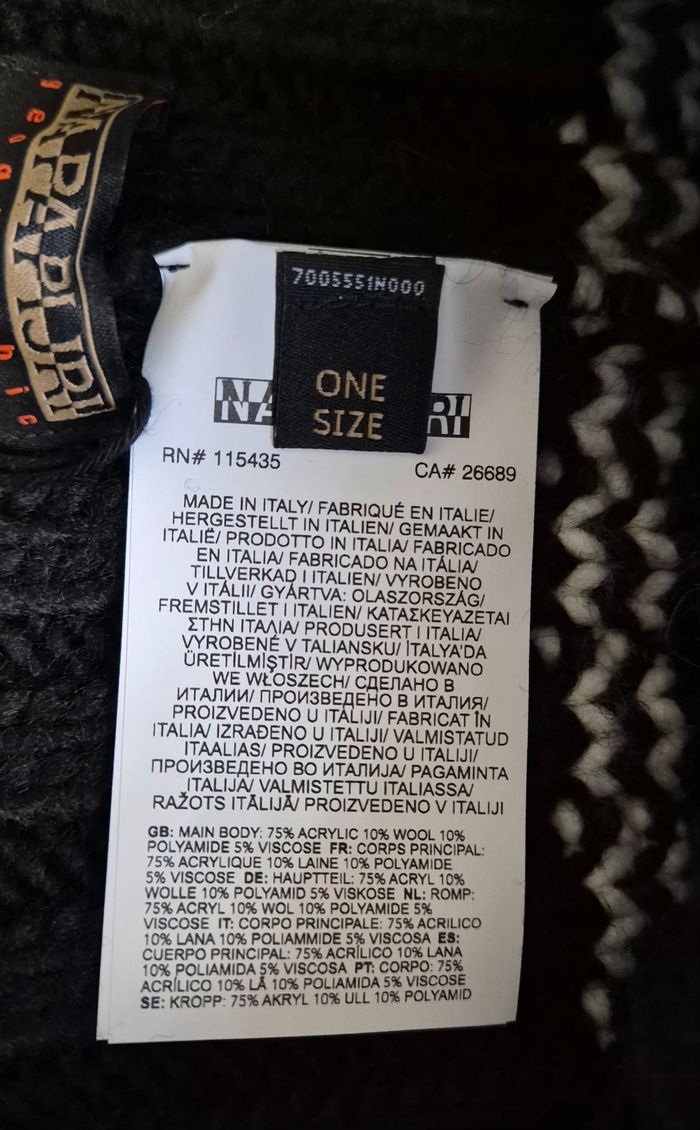 NAPAPIJRI
geog hic
7005551N000
ONE
SIZE
NA RI
RN# 115435
CA# 26689
MADE IN ITALY/ FABRIQUÉ EN ITALIE/
HERGESTELLT IN ITALIEN/ GEMAAKT IN
ITALIË/ PRODOTTO IN ITALIA/ FABRICADO
EN ITALIA/ FABRICADO NA ITÁLIA/
TILLVERKAD I ITALIEN/ VYROBENO
V ITÁLII/ GYÁRTVA: OLASZORSZÁG/
FREMSTILLET I ITALIEN/ ΚΑΤΑΣΚΕΥΑΖΕΤΑΙ
ΣΤΗΝ ΙΤΑΛΙΑ/ PRODUSERT I ITALIA/
VYROBENÉ V TALIANSKU/ İTALYA'DA
ÜRETİLMİŞTİR/ WYPRODUKOWANO
WE WŁOSZECH/ СДЕЛАНО В
ИТАЛИИ/ ПРОИЗВЕДЕНО В ИТАЛИЯ/
PROIZVEDENO U ITALIJI/ FABRICAT ÎN
ITALIA/ IZRAĐENO U ITALIJI/ VALMISTATUD
ITAALIAS/ PROIZVEDENO U ITALIJI/
ПРОИЗВЕДЕНО ВО ИТАЛИЈА/ PAGAMINTA
ITALIJA/ VALMISTETTU ITALIASSA/
RAŽOTS ITĀLIJĀ/ PROIZVEDENO V ITALIJI
GB: MAIN BODY: 75% ACRYLIC 10% WOOL 10%
POLYAMIDE 5% VISCOSE FR: CORPS PRINCIPAL:
75% ACRYLIQUE 10% LAINE 10% POLYAMIDE
5% VISCOSE DE: HAUPTTEIL: 75% ACRYL 10%
WOLLE 10% POLYAMID 5% VISKOSE NL: ROMP:
75% ACRYL 10% WOL 10% POLYAMIDE 5%
VISCOSE IT: CORPO PRINCIPALE: 75% ACRILICO
10% LANA 10% POLIAMMIDE 5% VISCOSA ES:
CUERPO PRINCIPAL: 75% ACRÍLICO 10% LANA
10% POLIAMIDA 5% VISCOSA PT: CORPO: 75%
ACRÍLICO 10% LÃ 10% POLIAMIDA 5% VISCOSE
SE: KROPP: 75% AKRYL 10% ULL 10% POLYAMID